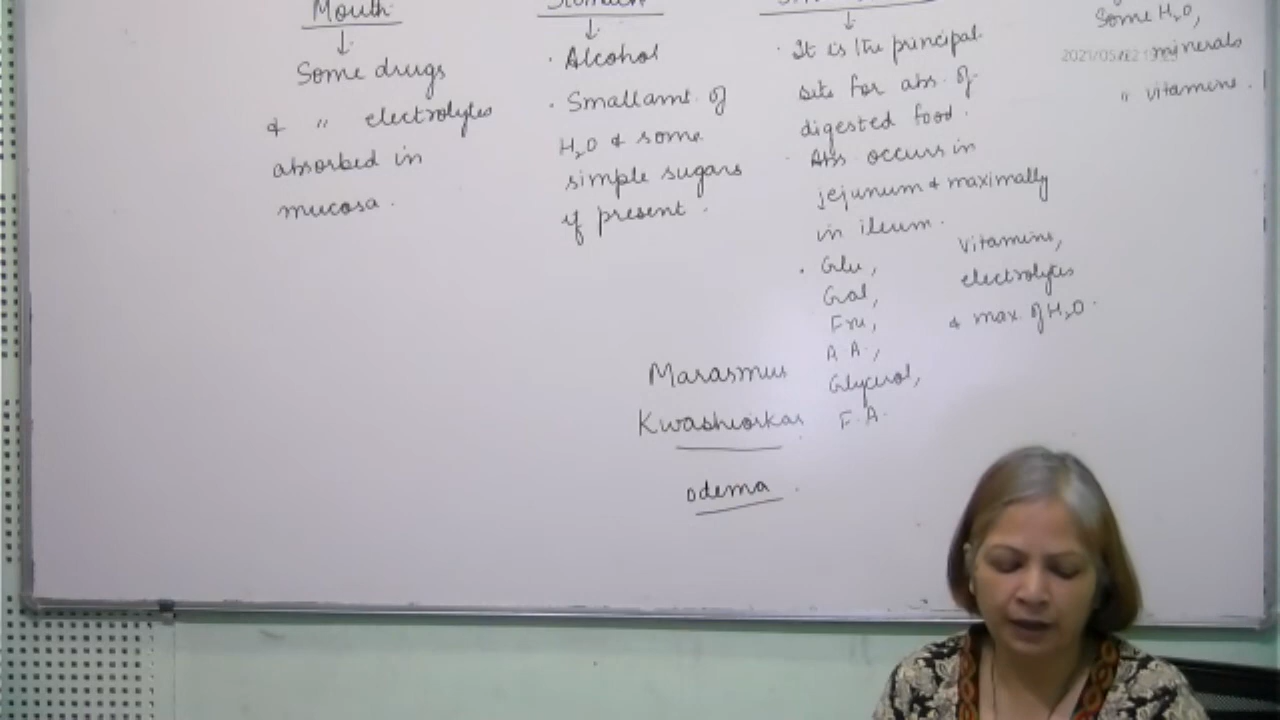 Mouth
↓
Some drugs
& " electrolytes
absorbed in
mucosa.
Stomach
↓
· Alcohol
· Small amt. of
H₂O & some
simple sugars
if present.
↓
· It is the principal
site for abs. of
digested food.
· Abs occurs in
jejunum & maximally
in ileum.
· Glu,
Gal,
Fru,
A.A.,
Glycerol,
F.A.
Vitamins,
electrolytes
& max. of H₂O.
Some H₂O,
minerals
" vitamins.
Marasmus
Kwashiorkar
odema.